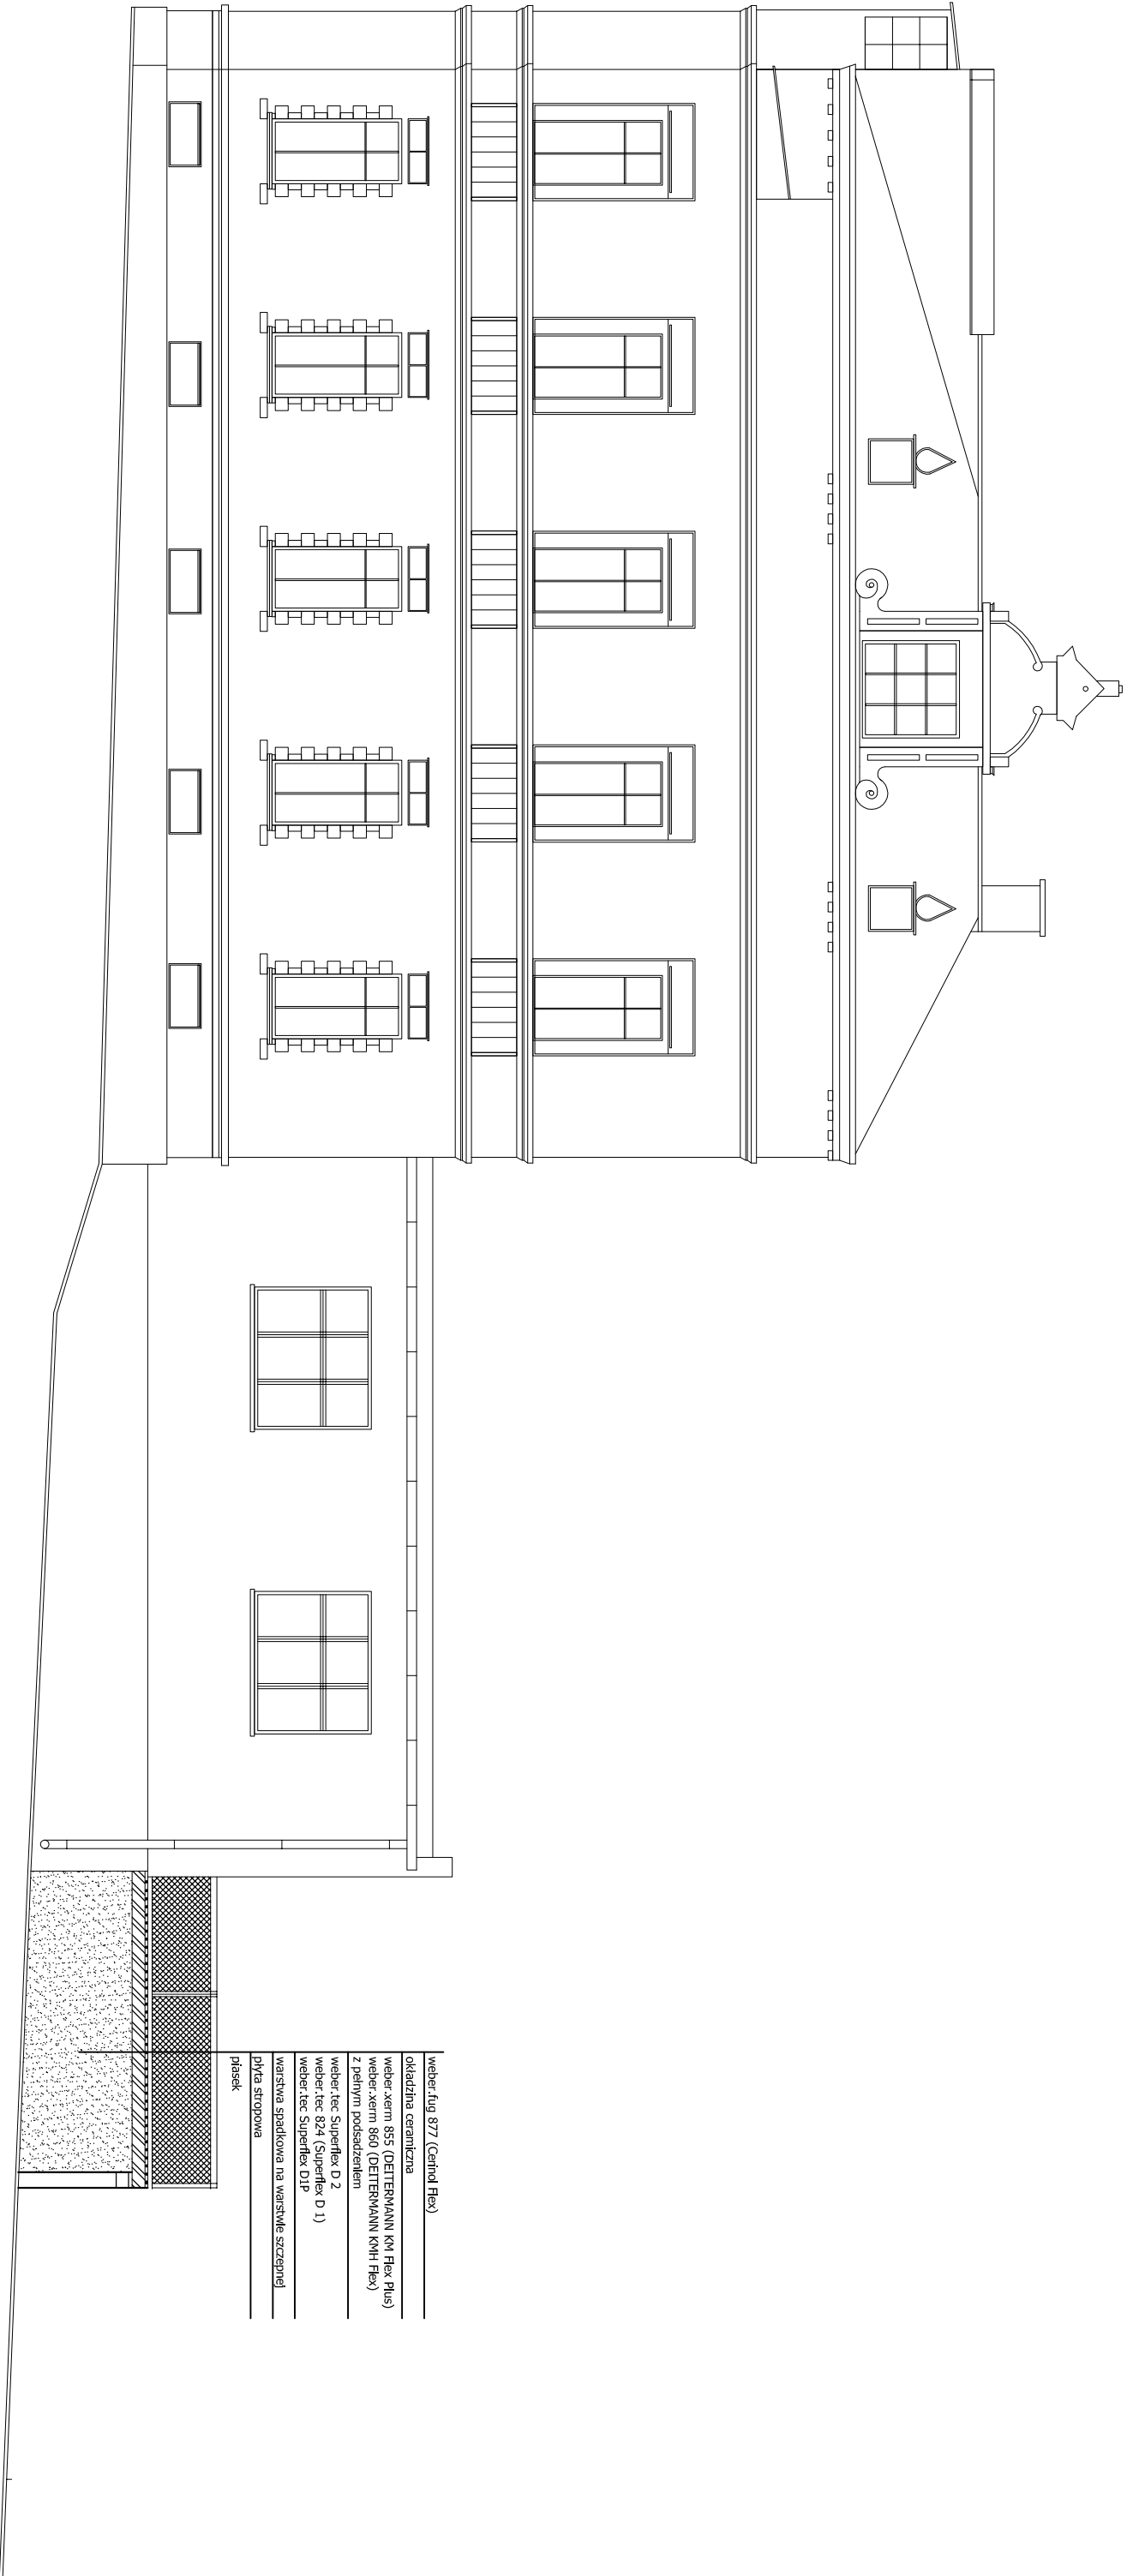 weber.fug 877 (Cerinol Flex)
okładzina ceramiczna
weber.xerm 855 (DEITERMANN KM Flex Plus)
weber.xerm 860 (DEITERMANN KMH Flex)
z pełnym podsadzeniem
weber.tec Superflex D 2
weber.tec 824 (Superflex D 1)
weber.tec Superflex D1P
warstwa spadkowa na warstwie szczepnej
płyta stropowa
piasek